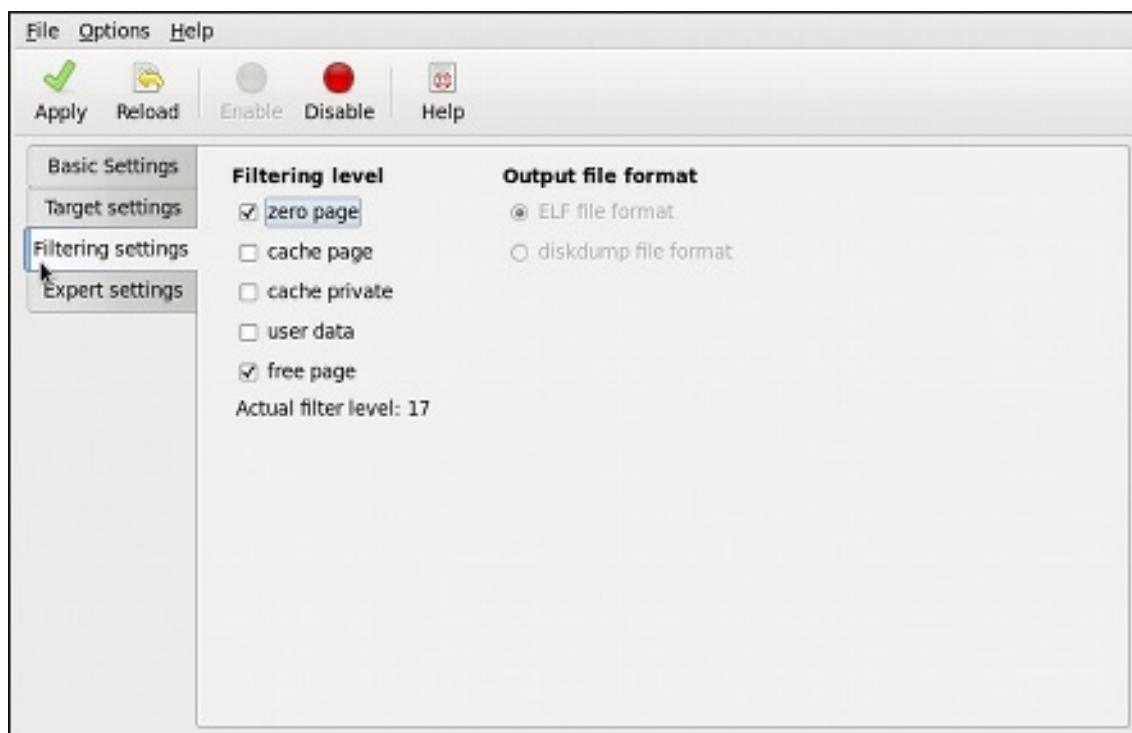 File Options Help
Apply Reload Enable Disable Help
Basic Settings
Target settings
Filtering settings
Expert settings
Filtering level
zero page
cache page
cache private
user data
free page
Actual filter level: 17
Output file format
ELF file format
diskdump file format